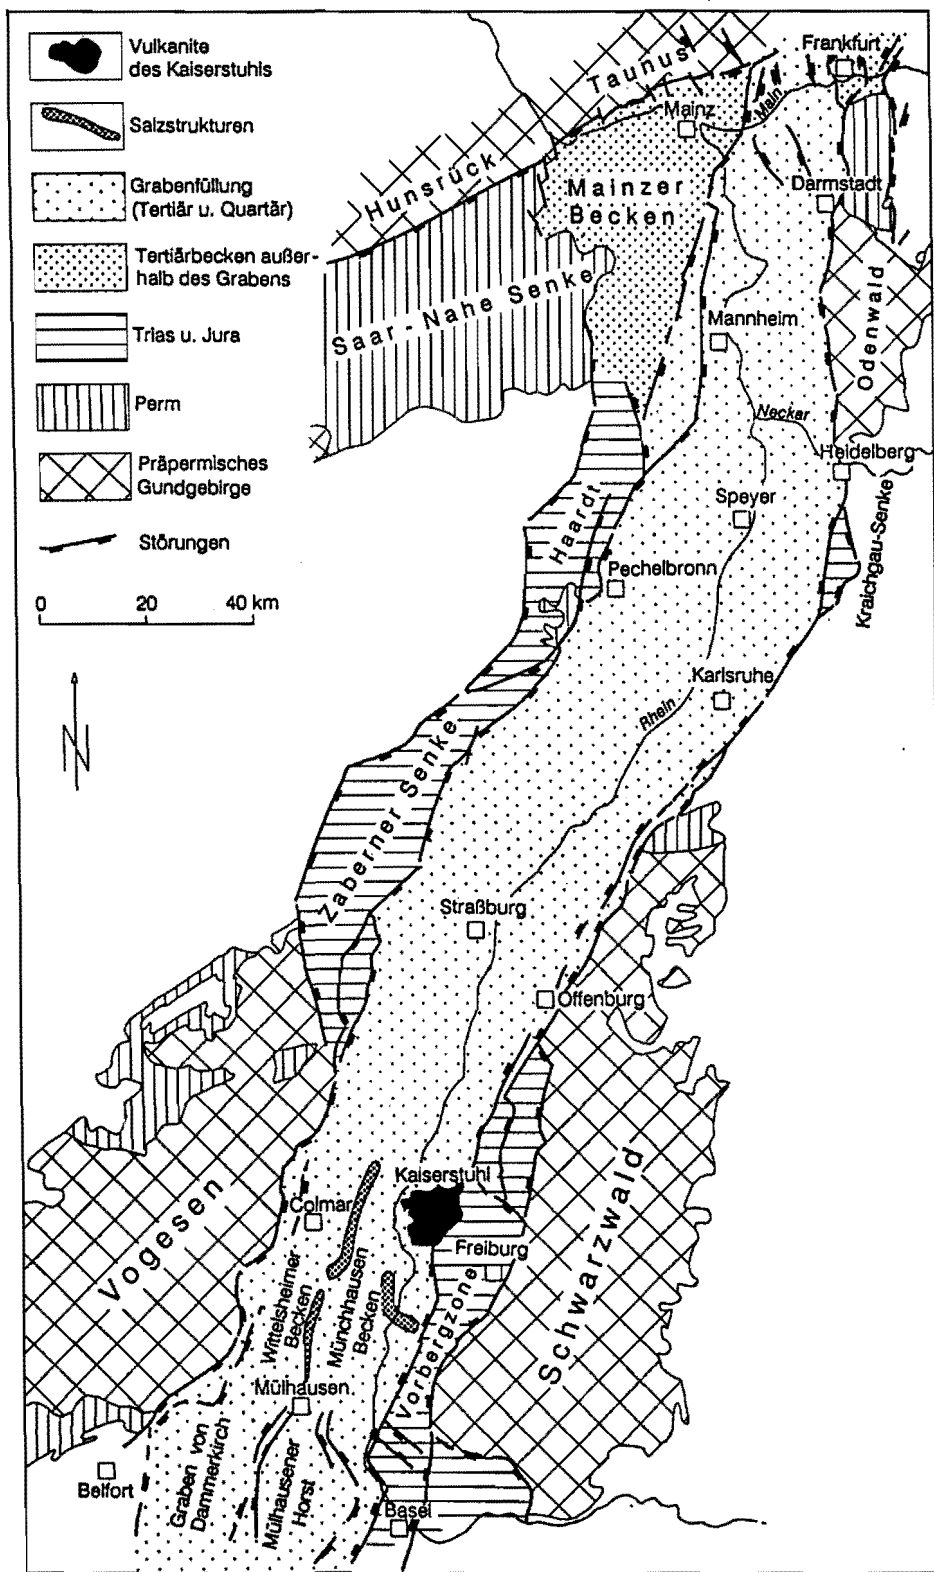 Vulkanite
des Kaiserstuhls
Salzstrukturen
Grabenfüllung
(Tertiär u. Quartär)
Tertiärbecken außer-
halb des Grabens
Trias u. Jura
Perm
Präpermisches
Gundgebirge
Störungen
0 20 40 km
N
Frankfurt
Taunus
Main
Mainz
Hunsrück
Mainzer
Becken
Darmstadt
Saar-Nahe Senke
Mannheim
Odenwald
Neckar
Heidelberg
Speyer
Haardt
Kraichgau-Senke
Pechelbronn
Karlsruhe
Rhein
Zaberner Senke
Straßburg
Offenburg
Vogesen
Kaiserstuhl
Colmar
Schwarzwald
Freiburg
Wittelsheimer
Becken
Münchhausen
Becken
Vorbergzone
Mülhausen
Graben von
Dammerkirch
Mülhausener
Horst
Belfort
Basel